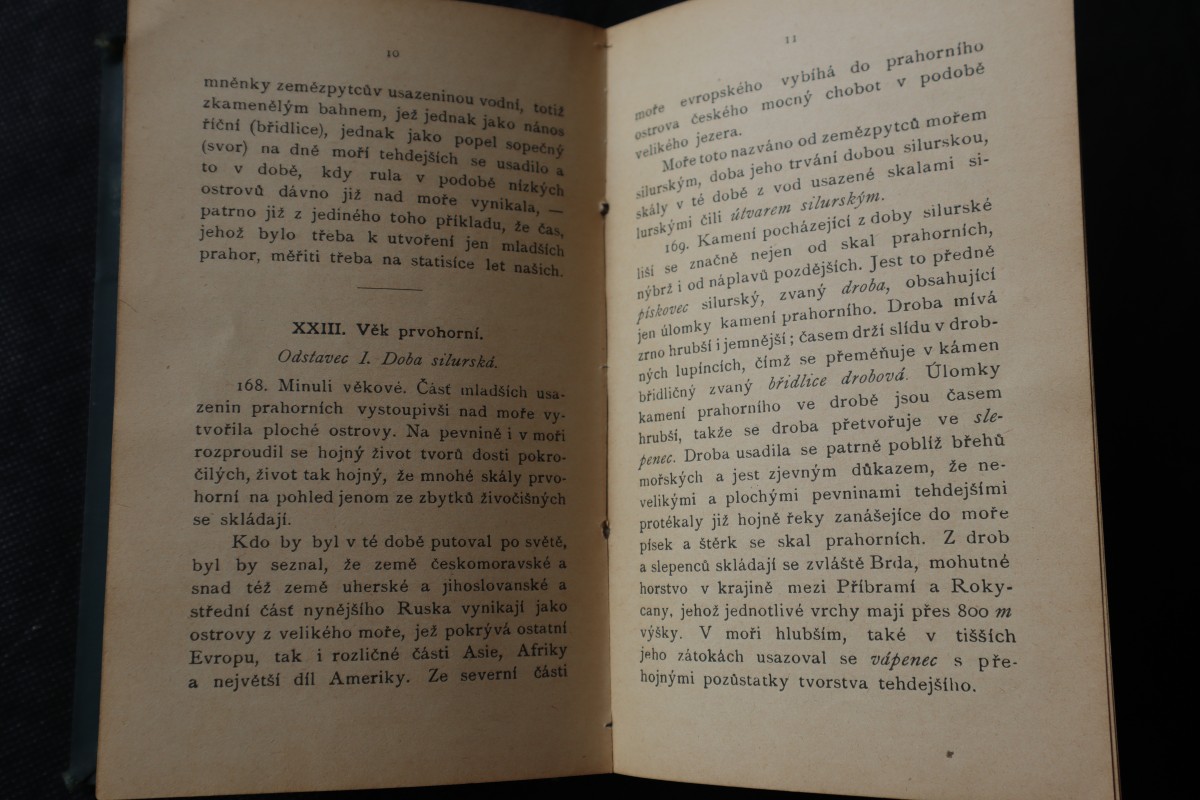 10
mněnky zemězpytcův usazeninou vodní, totiž
zkamenělým bahnem, jež jednak jako nános
říční (břidlice), jednak jako popel sopečný
(svor) na dně moří tehdejších se usadilo a
to v době, kdy rula v podobě nízkých
ostrovů dávno již nad moře vynikala, —
patrno již z jediného toho příkladu, že čas,
jehož bylo třeba k utvoření jen mladších
prahor, měřiti třeba na statisíce let našich.
XXIII. Věk prvohorní.
Odstavec I. Doba silurská.
168. Minuli věkové. Část mladších usa-
zenin prahorních vystoupivši nad moře vy-
tvořila ploché ostrovy. Na pevnině i v moři
rozproudil se hojný život tvorů dosti pokro-
čilých, život tak hojný, že mnohé skály prvo-
horní na pohled jenom ze zbytků živočišných
se skládají.
Kdo by byl v té době putoval po světě,
byl by seznal, že země českomoravské a
snad též země uherské a jihoslovanské a
střední část nynějšího Ruska vynikají jako
ostrovy z velikého moře, jež pokrývá ostatní
Evropu, tak i rozličné části Asie, Afriky
a největší díl Ameriky. Ze severní části
11
moře evropského vybíhá do prahorního
ostrova českého mocný chobot v podobě
velikého jezera.
Moře toto nazváno od zemězpytců mořem
silurským, doba jeho trvání dobou silurskou,
skály v té době z vod usazené skalami si-
lurskými čili útvarem silurským.
169. Kamení pocházející z doby silurské
liší se značně nejen od skal prahorních,
nýbrž i od náplavů pozdějších. Jest to předně
pískovec silurský, zvaný droba, obsahující
jen úlomky kamení prahorního. Droba mívá
zrno hrubší i jemnější; časem drží slídu v drob-
ných lupíncích, čímž se přeměňuje v kámen
břidličný zvaný břidlice drobová. Úlomky
kamení prahorního ve drobě jsou časem
hrubší, takže se droba přetvořuje ve sle-
penec. Droba usadila se patrně poblíž břehů
mořských a jest zjevným důkazem, že ne-
velikými a plochými pevninami tehdejšími
protékaly již hojně řeky zanášejíce do moře
písek a štěrk se skal prahorních. Z drob
a slepenců skládají se zvláště Brda, mohutné
horstvo v krajině mezi Příbramí a Roky-
cany, jehož jednotlivé vrchy mají přes 800 m
výšky. V moři hlubším, také v tišších
jeho zátokách usazoval se vápenec s pře-
hojnými pozůstatky tvorstva tehdejšího.